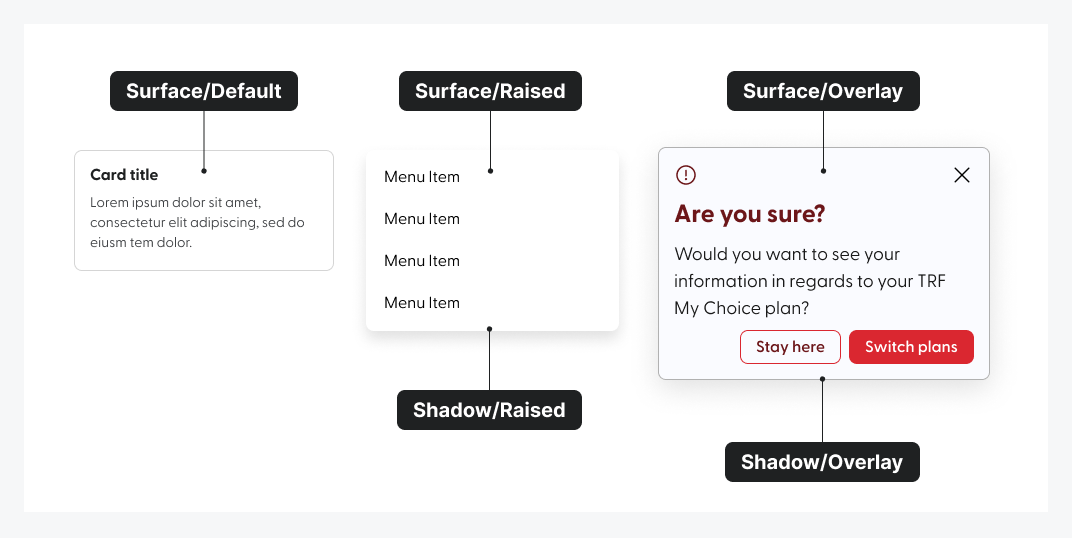 Surface/Default
Surface/Raised
Surface/Overlay
Card title
Lorem ipsum dolor sit amet,
consectetur elit adipiscing, sed do
eiusm tem dolor.
Menu Item
Menu Item
Menu Item
Menu Item
Shadow/Raised
Are you sure?
Would you want to see your
information in regards to your TRF
My Choice plan?
Stay here
Switch plans
Shadow/Overlay